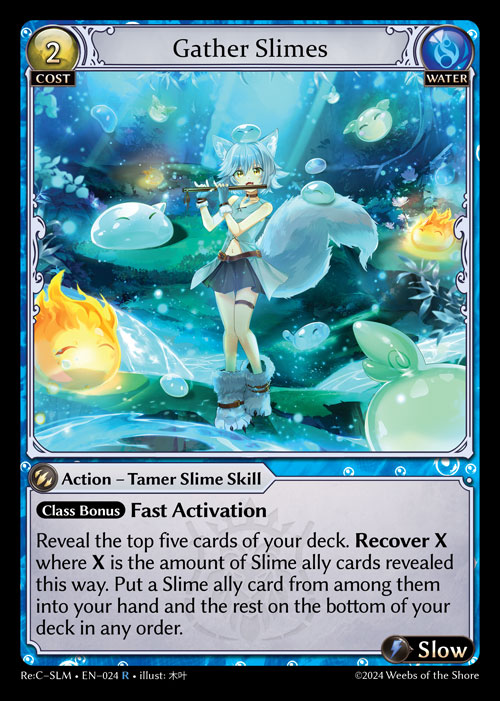 2
Gather Slimes
COST
WATER
Action – Tamer Slime Skill
Class Bonus Fast Activation
Reveal the top five cards of your deck. Recover X
where X is the amount of Slime ally cards revealed
this way. Put a Slime ally card from among them
into your hand and the rest on the bottom of your
deck in any order.
Slow
Re:C–SLM • EN–024 R • illust: 木叶
©2024 Weebs of the Shore